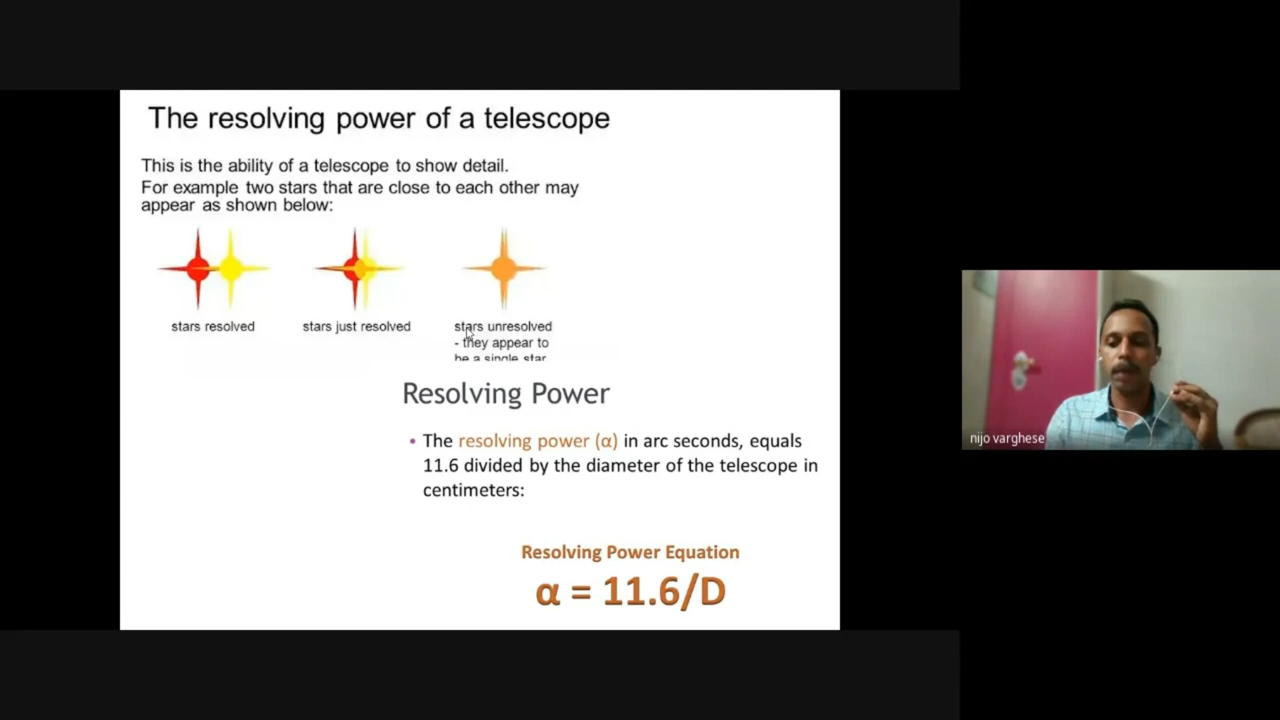 The resolving power of a telescope
This is the ability of a telescope to show detail.
For example two stars that are close to each other may
appear as shown below:
stars resolved
stars just resolved
stars unresolved
- they appear to
be a single star
Resolving Power
• The resolving power (α) in arc seconds, equals
11.6 divided by the diameter of the telescope in
centimeters:
Resolving Power Equation
α = 11.6/D
nijo varghese